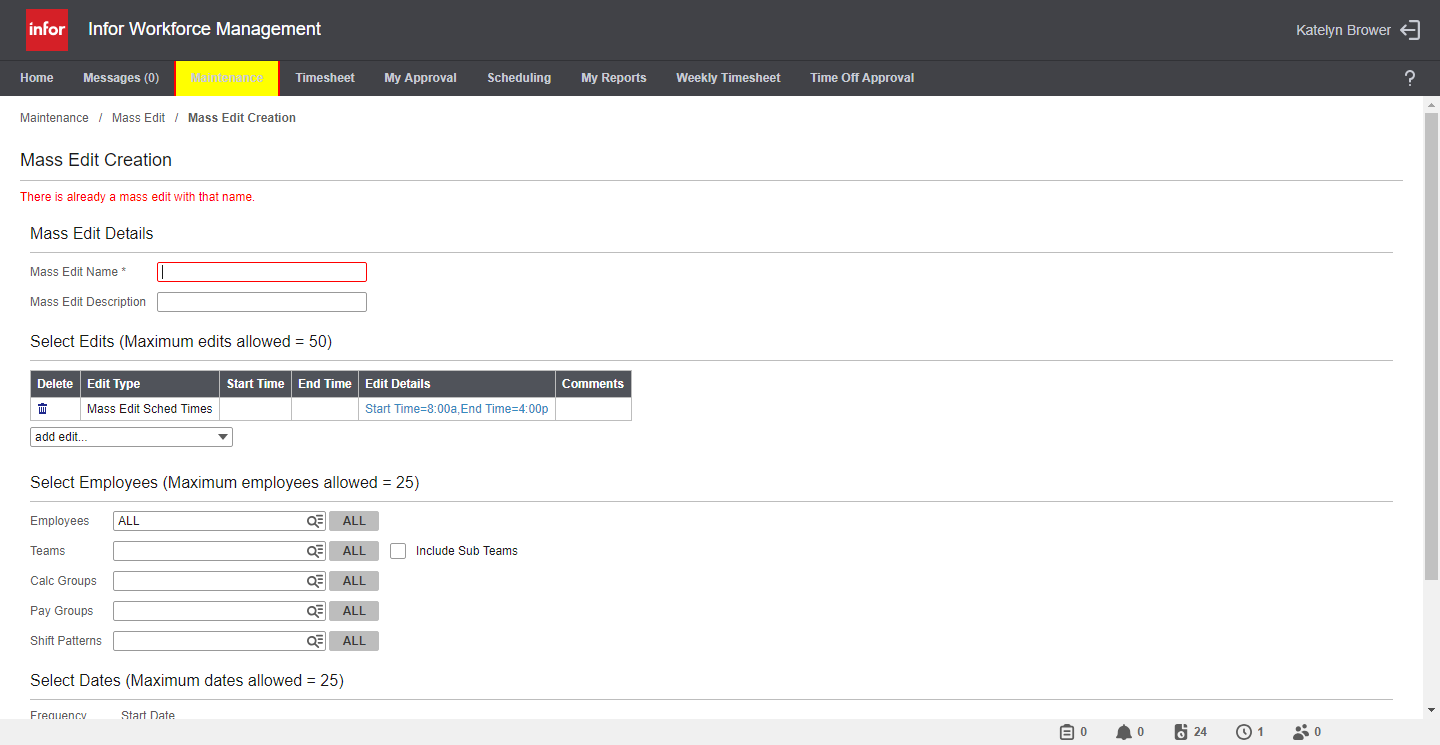 infor Infor Workforce Management Katelyn Brower
Home Messages (0) Maintenance Timesheet My Approval Scheduling My Reports Weekly Timesheet Time Off Approval ?
Maintenance / Mass Edit / Mass Edit Creation
Mass Edit Creation
There is already a mass edit with that name.
Mass Edit Details
Mass Edit Name *
Mass Edit Description
Select Edits (Maximum edits allowed = 50)
Delete Edit Type Start Time End Time Edit Details Comments
Mass Edit Sched Times Start Time=8:00a,End Time=4:00p
add edit...
Select Employees (Maximum employees allowed = 25)
Employees ALL ALL
Teams ALL Include Sub Teams
Calc Groups ALL
Pay Groups ALL
Shift Patterns ALL
Select Dates (Maximum dates allowed = 25)
Frequency Start Date
0 0 24 1 0